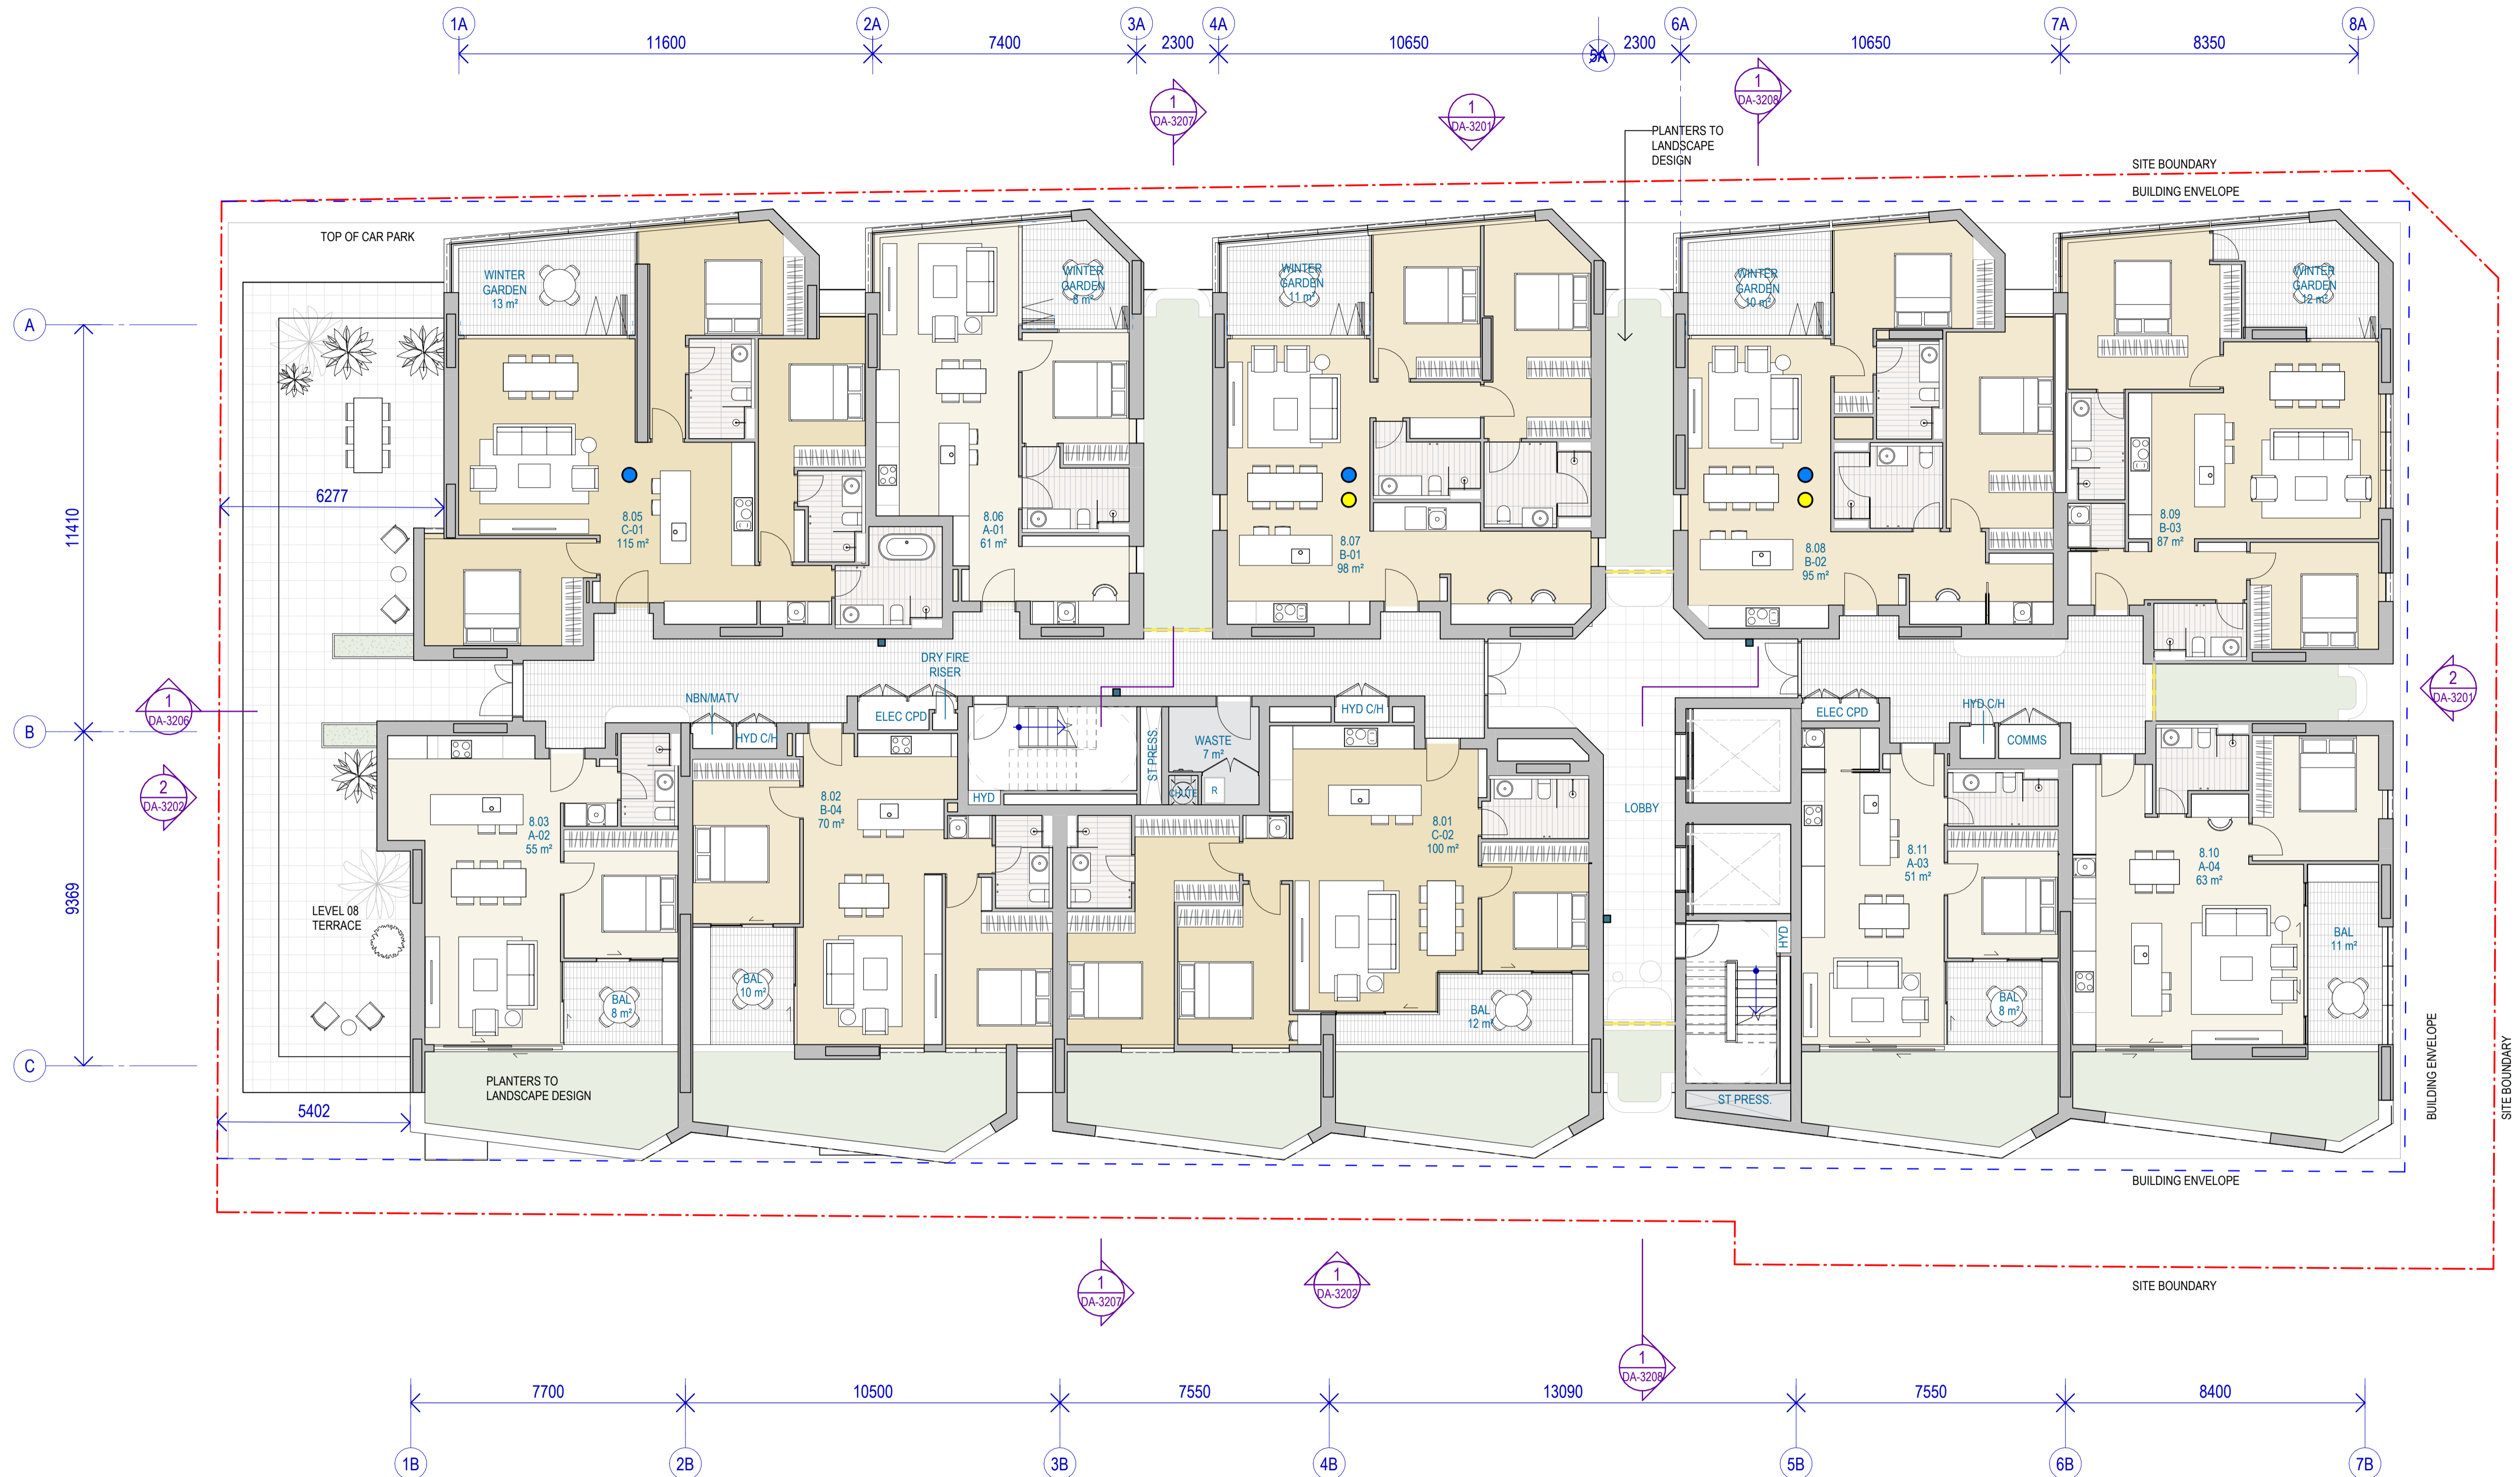 1A
2A
3A
4A
5A
6A
7A
8A
11600
7400
2300
10650
2300
10650
8350
1
DA-3207
1
DA-3201
1
DA-3208
PLANTERS TO
LANDSCAPE
DESIGN
SITE BOUNDARY
BUILDING ENVELOPE
TOP OF CAR PARK
WINTER
GARDEN
13 m²
WINTER
GARDEN
8 m²
WINTER
GARDEN
11 m²
WINTER
GARDEN
10 m²
WINTER
GARDEN
12 m²
A
11410
6277
8.05
C-01
115 m²
8.06
A-01
61 m²
8.07
B-01
98 m²
8.08
B-02
95 m²
8.09
B-03
87 m²
DRY FIRE
RISER
NBN/MATV
ELEC CPD
HYD C/H
HYD C/H
ELEC CPD
HYD C/H
COMMS
1
DA-3206
2
DA-3201
B
2
DA-3202
ST PRESS.
WASTE
7 m²
CHUTE
R
HYD
LOBBY
8.03
A-02
55 m²
8.02
B-04
70 m²
8.01
C-02
100 m²
8.11
A-03
51 m²
8.10
A-04
63 m²
9369
LEVEL 08
TERRACE
HYD
BAL
8 m²
BAL
10 m²
BAL
12 m²
BAL
8 m²
BAL
11 m²
C
PLANTERS TO
LANDSCAPE DESIGN
5402
ST PRESS.
BUILDING ENVELOPE
SITE BOUNDARY
BUILDING ENVELOPE
SITE BOUNDARY
1
DA-3207
1
DA-3202
1
DA-3208
7700
10500
7550
13090
7550
8400
1B
2B
3B
4B
5B
6B
7B